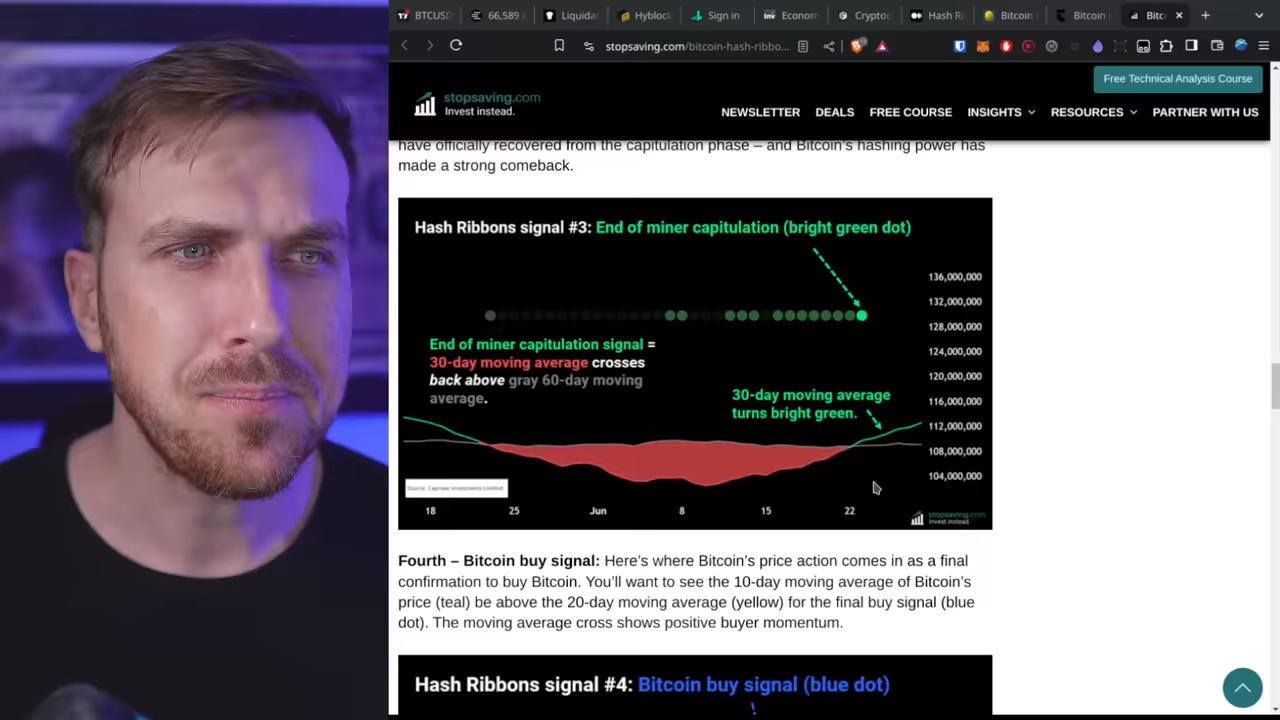 BTCUSD
66,589
Liquidat
Hyblock
Sign in
Econom
Cryptoc
Hash Ri
Bitcoin
Bitcoin
Bitc
stopsaving.com/bitcoin-hash-ribbo...
Free Technical Analysis Course
stopsaving.com
Invest instead.
NEWSLETTER
DEALS
FREE COURSE
INSIGHTS
RESOURCES
PARTNER WITH US
have officially recovered from the capitulation phase – and Bitcoin's hashing power has
made a strong comeback.
Hash Ribbons signal #3: End of miner capitulation (bright green dot)
136,000,000
132,000,000
128,000,000
124,000,000
120,000,000
116,000,000
112,000,000
108,000,000
104,000,000
End of miner capitulation signal =
30-day moving average crosses
back above gray 60-day moving
average.
30-day moving average
turns bright green.
Source: Capriole Investments Limited
18 25 Jun 8 15 22
stopsaving.com
Invest instead.
Fourth – Bitcoin buy signal: Here's where Bitcoin's price action comes in as a final
confirmation to buy Bitcoin. You'll want to see the 10-day moving average of Bitcoin's
price (teal) be above the 20-day moving average (yellow) for the final buy signal (blue
dot). The moving average cross shows positive buyer momentum.
Hash Ribbons signal #4: Bitcoin buy signal (blue dot)